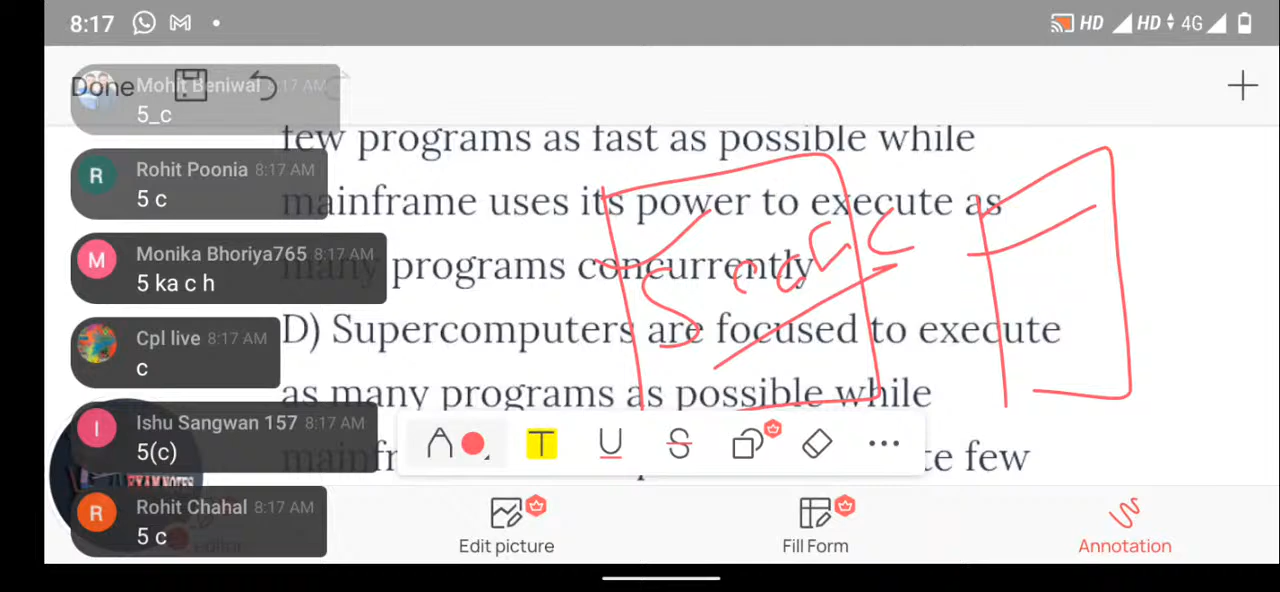 8:17
HD HD 4G
Done
Mohit Beniwal 8:17 AM
5_c
Rohit Poonia 8:17 AM
R
5 c
Monika Bhoriya765 8:17 AM
M
5 ka c h
Cpl live 8:17 AM
c
Ishu Sangwan 157 8:17 AM
I
5(c)
Rohit Chahal 8:17 AM
R
5 c
few programs as fast as possible while
mainframe uses its power to execute as
many programs concurrently
D) Supercomputers are focused to execute
as many programs as possible while
te few
T U S
Edit picture
Fill Form
Annotation